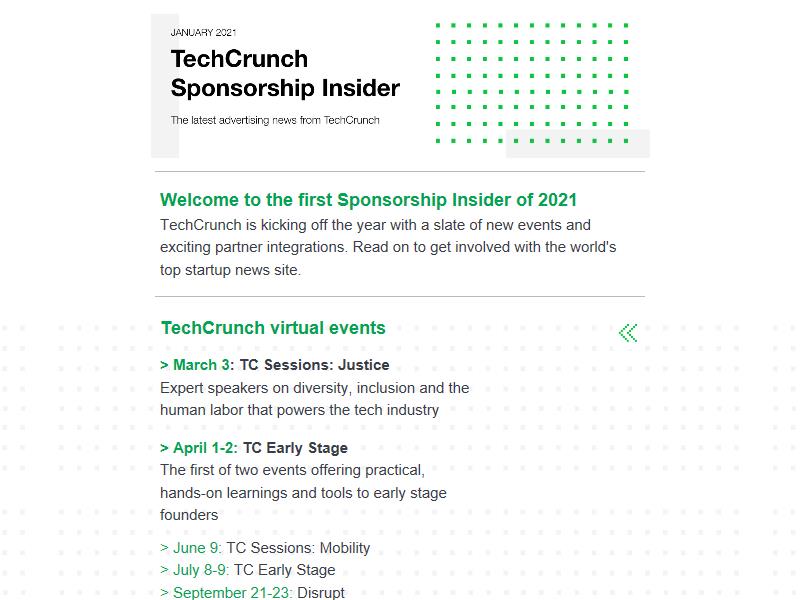 JANUARY 2021
TechCrunch
Sponsorship Insider
The latest advertising news from TechCrunch
Welcome to the first Sponsorship Insider of 2021
TechCrunch is kicking off the year with a slate of new events and
exciting partner integrations. Read on to get involved with the world's
top startup news site.
TechCrunch virtual events
> March 3: TC Sessions: Justice
Expert speakers on diversity, inclusion and the
human labor that powers the tech industry
> April 1-2: TC Early Stage
The first of two events offering practical,
hands-on learnings and tools to early stage
founders
> June 9: TC Sessions: Mobility
> July 8-9: TC Early Stage
> September 21-23: Disrupt